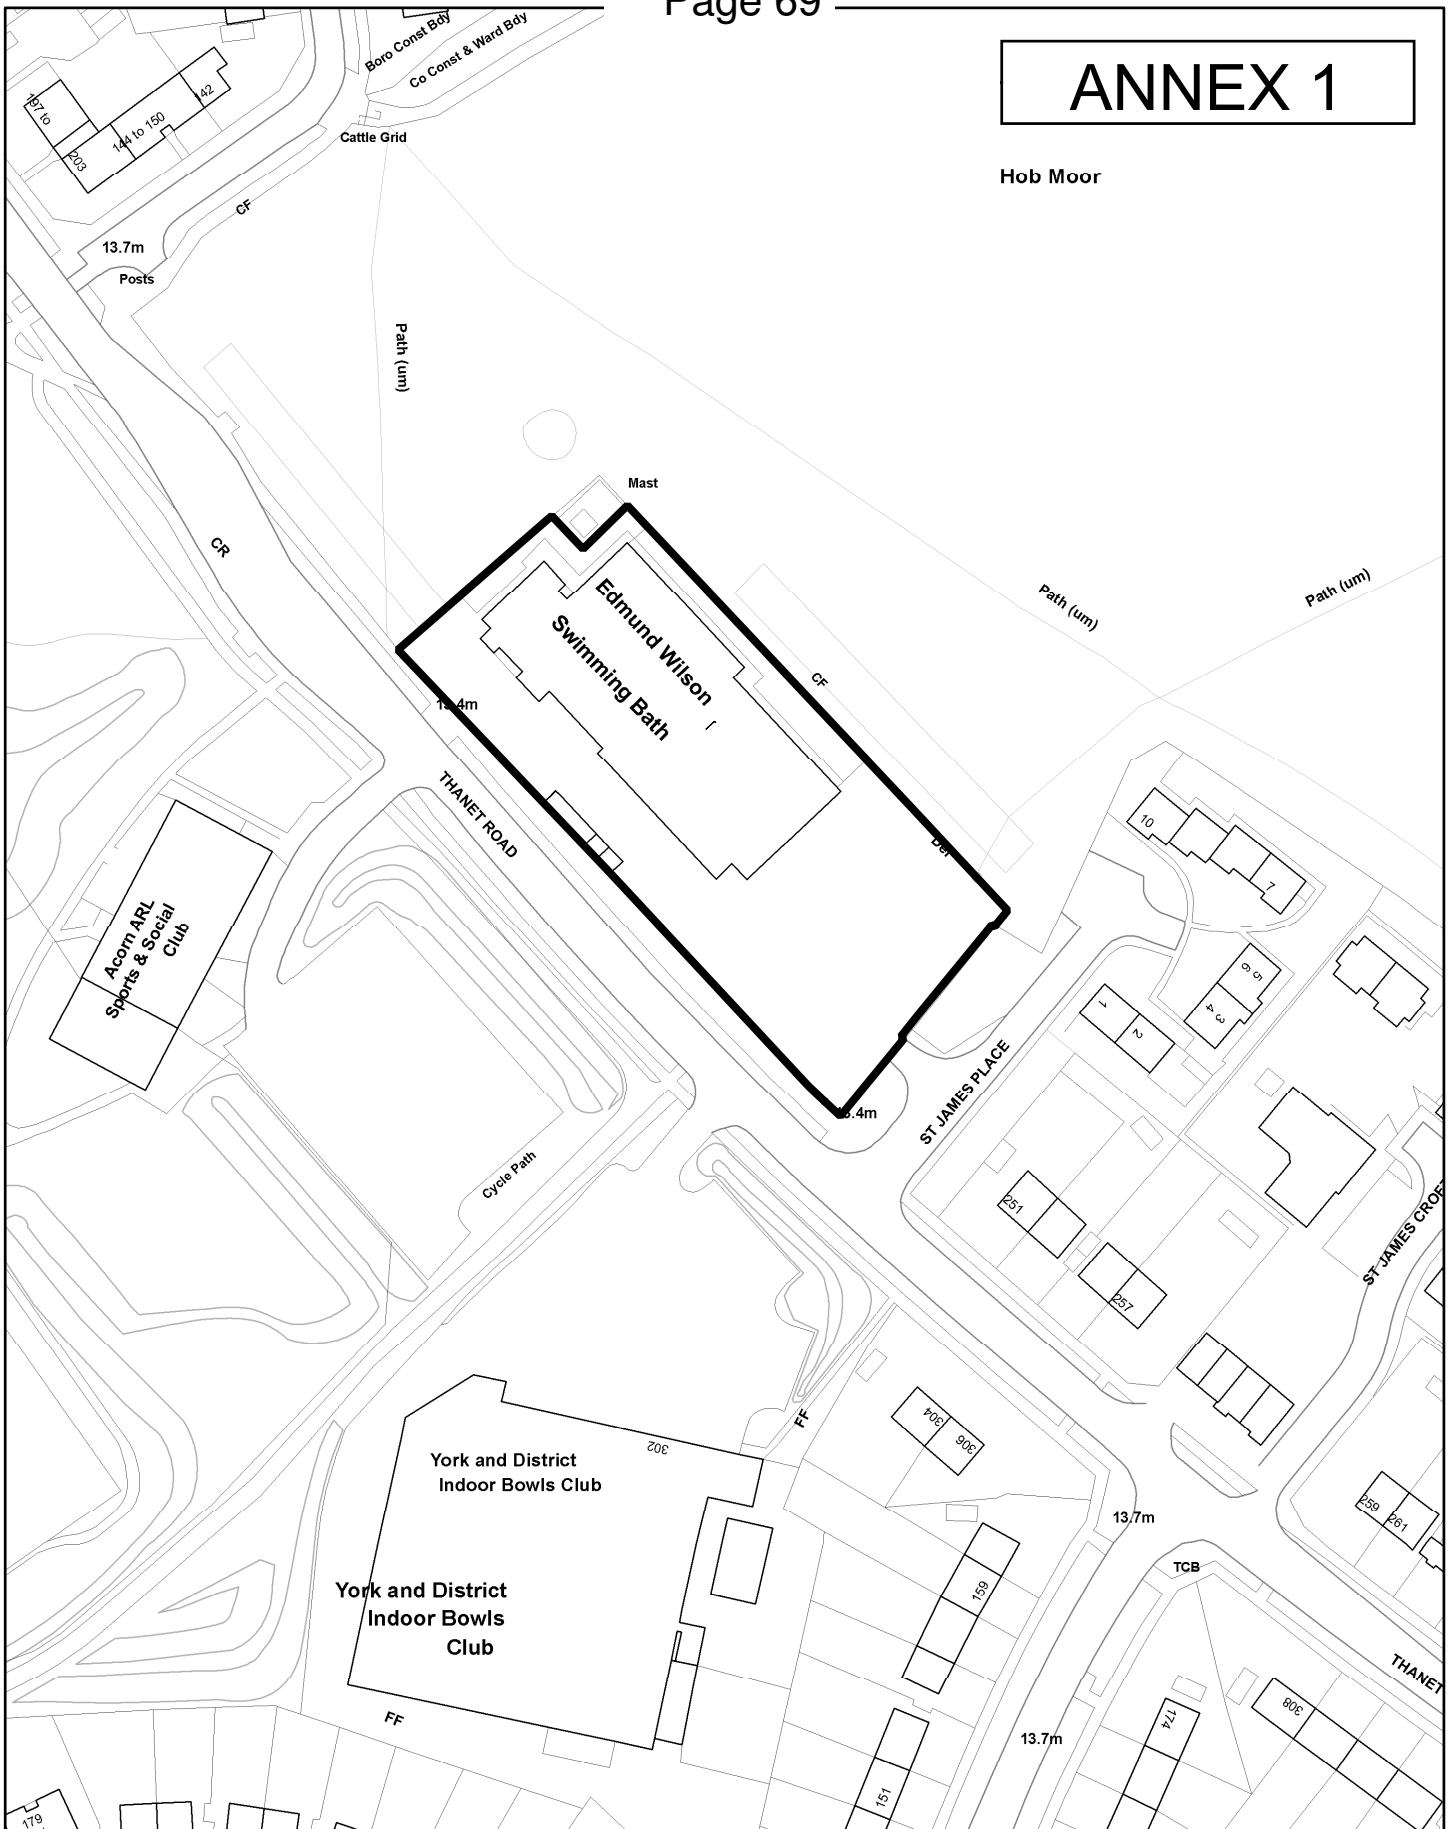 Page 69
ANNEX 1
Boro Const Bdy
Co Const & Ward Bdy
197 to
203
144 to 150
142
Cattle Grid
Hob Moor
CF
13.7m
Posts
Path (um)
Mast
CR
Edmund Wilson
Swimming Bath
Path (um)
Path (um)
CF
THANET ROAD
10
7
Acorn ARL
Sports & Social
Club
6
5
4
3
1
2
ST JAMES PLACE
Cycle Path
251
257
ST JAMES CROF
FF
304
306
302
York and District
Indoor Bowls Club
259
261
13.7m
TCB
159
York and District
Indoor Bowls
Club
THANET
FF
174
308
13.7m
151
179